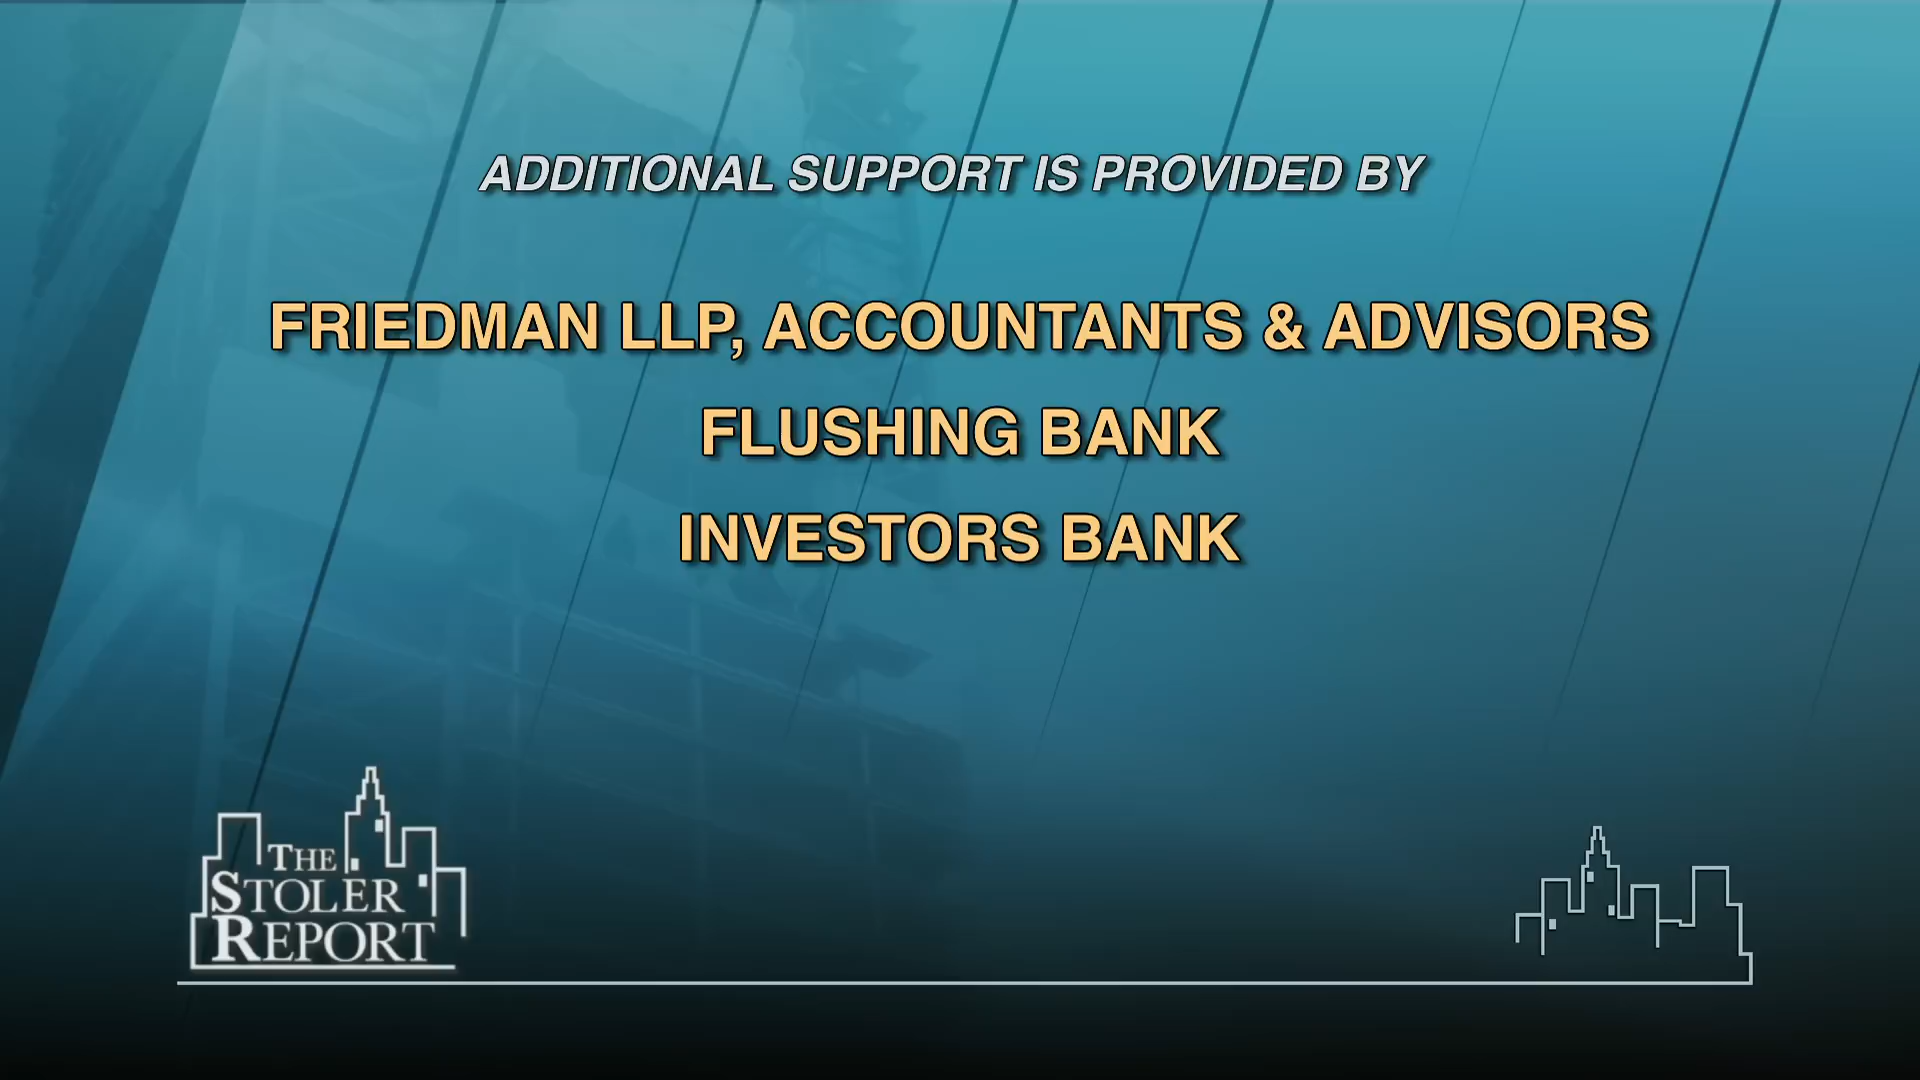 ADDITIONAL SUPPORT IS PROVIDED BY
FRIEDMAN LLP, ACCOUNTANTS & ADVISORS
FLUSHING BANK
INVESTORS BANK
THE
STOLER
REPORT